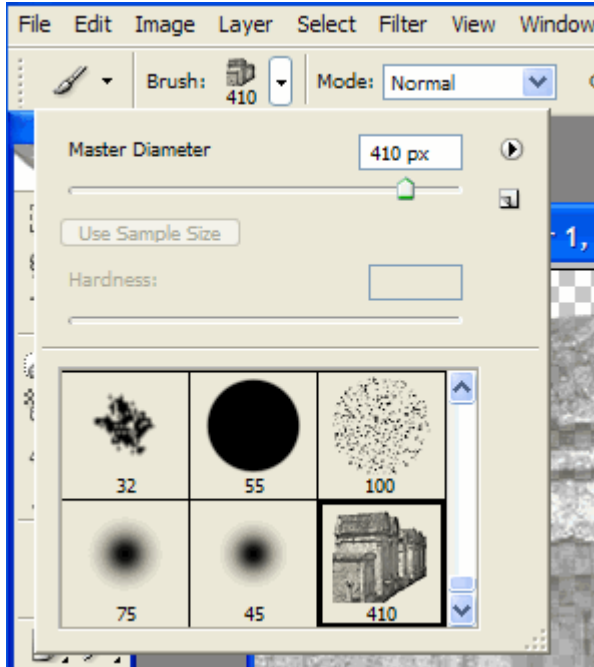 File Edit Image Layer Select Filter View Window
Brush: 410 Mode: Normal
Master Diameter 410 px
Use Sample Size
1,
Hardness:
32 55 100
75 45 410